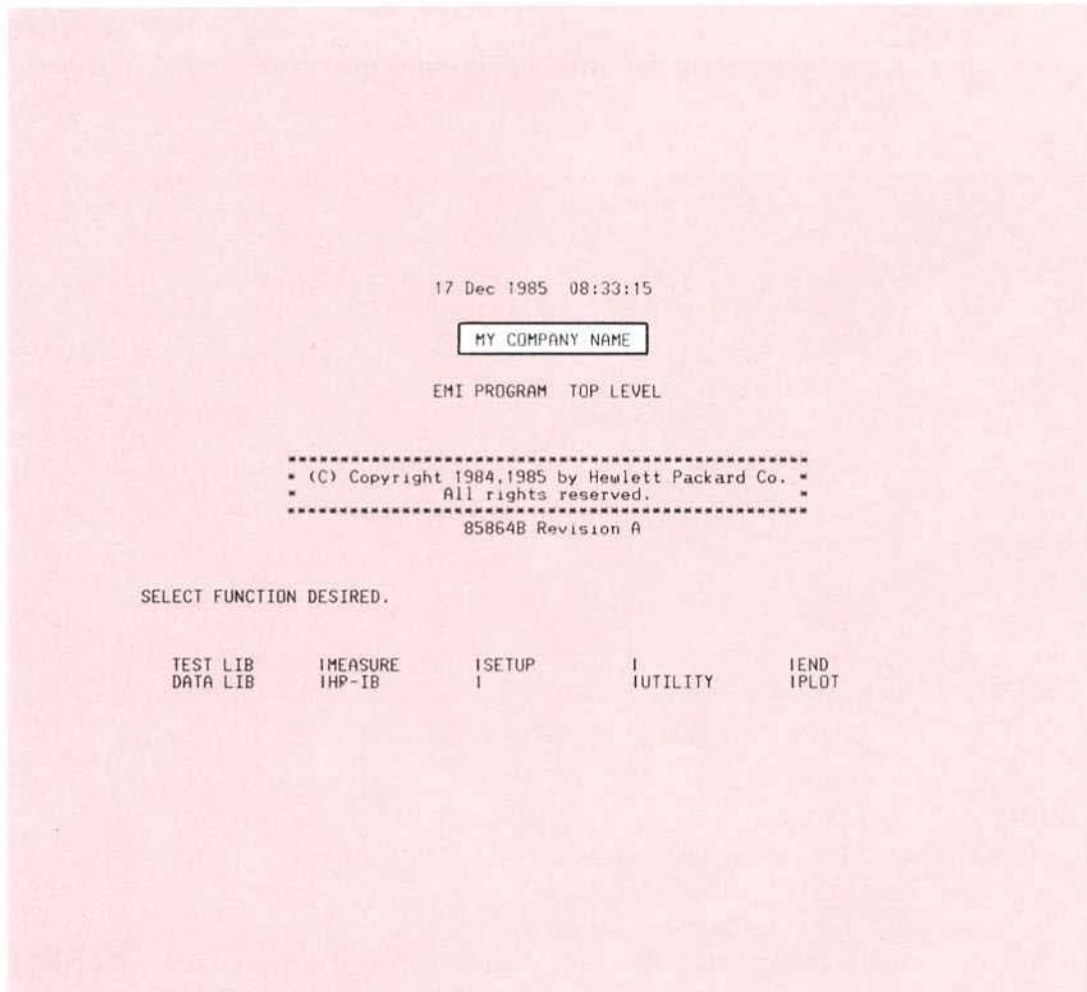 17 Dec 1985  08:33:15
MY COMPANY NAME
EMI PROGRAM  TOP LEVEL
**************************************************
* (C) Copyright 1984,1985 by Hewlett Packard Co. *
*              All rights reserved.              *
**************************************************
85864B Revision A
SELECT FUNCTION DESIRED.
TEST LIB |MEASURE |SETUP | |END
DATA LIB |HP-IB | |UTILITY |PLOT